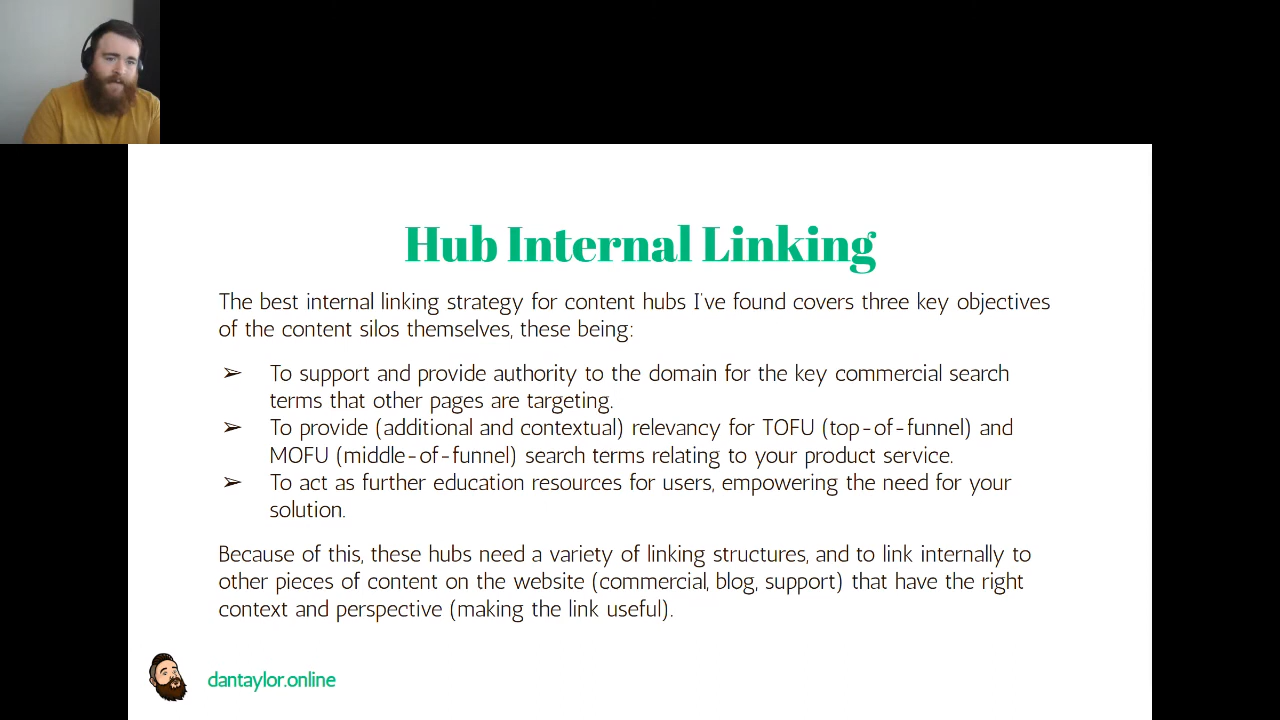 Hub Internal Linking
The best internal linking strategy for content hubs I've found covers three key objectives
of the content silos themselves, these being:
➢ To support and provide authority to the domain for the key commercial search
terms that other pages are targeting.
➢ To provide (additional and contextual) relevancy for TOFU (top-of-funnel) and
MOFU (middle-of-funnel) search terms relating to your product service.
➢ To act as further education resources for users, empowering the need for your
solution.
Because of this, these hubs need a variety of linking structures, and to link internally to
other pieces of content on the website (commercial, blog, support) that have the right
context and perspective (making the link useful).
dantaylor.online